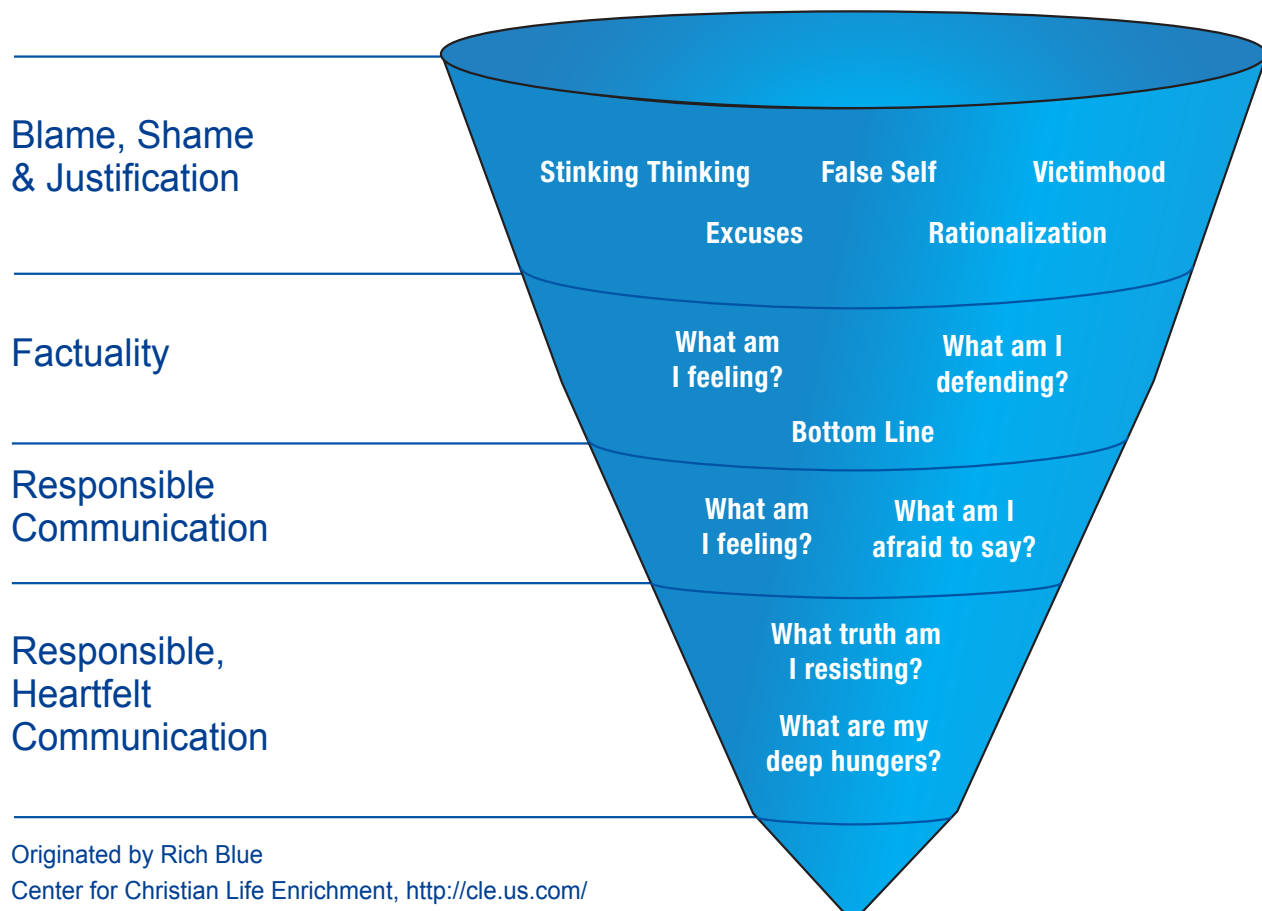 Blame, Shame
& Justification
Stinking Thinking False Self Victimhood
Excuses Rationalization
Factuality
What am
I feeling?
What am I
defending?
Bottom Line
Responsible
Communication
What am
I feeling?
What am I
afraid to say?
Responsible,
Heartfelt
Communication
What truth am
I resisting?
What are my
deep hungers?
Originated by Rich Blue
Center for Christian Life Enrichment, http://cle.us.com/